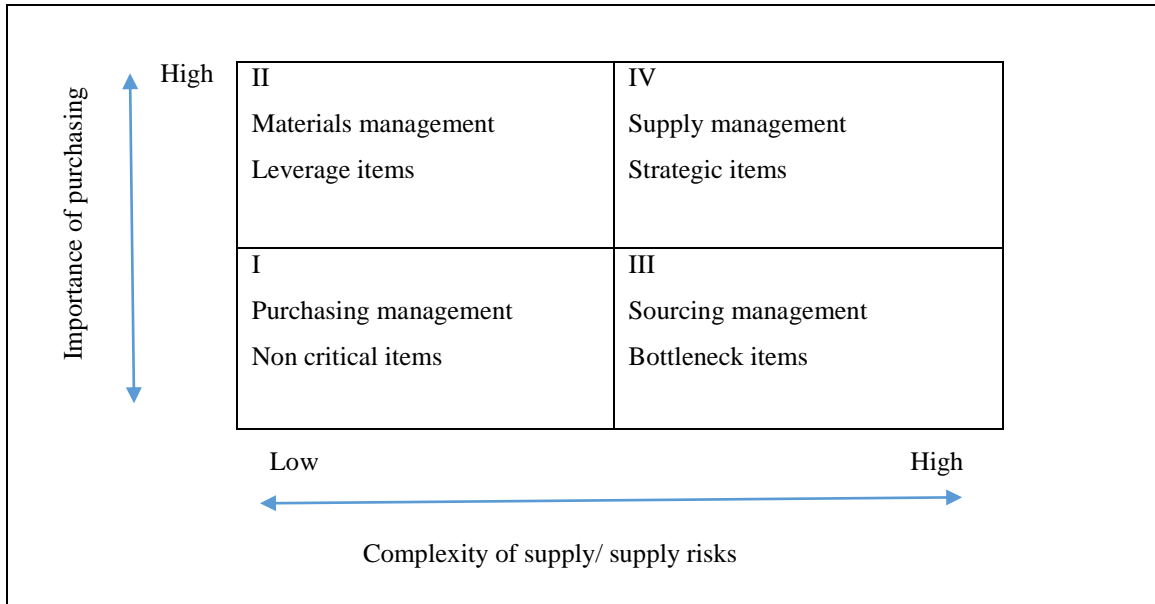 Importance of purchasing
High
II
Materials management
Leverage items
IV
Supply management
Strategic items
I
Purchasing management
Non critical items
III
Sourcing management
Bottleneck items
Low
High
Complexity of supply/ supply risks